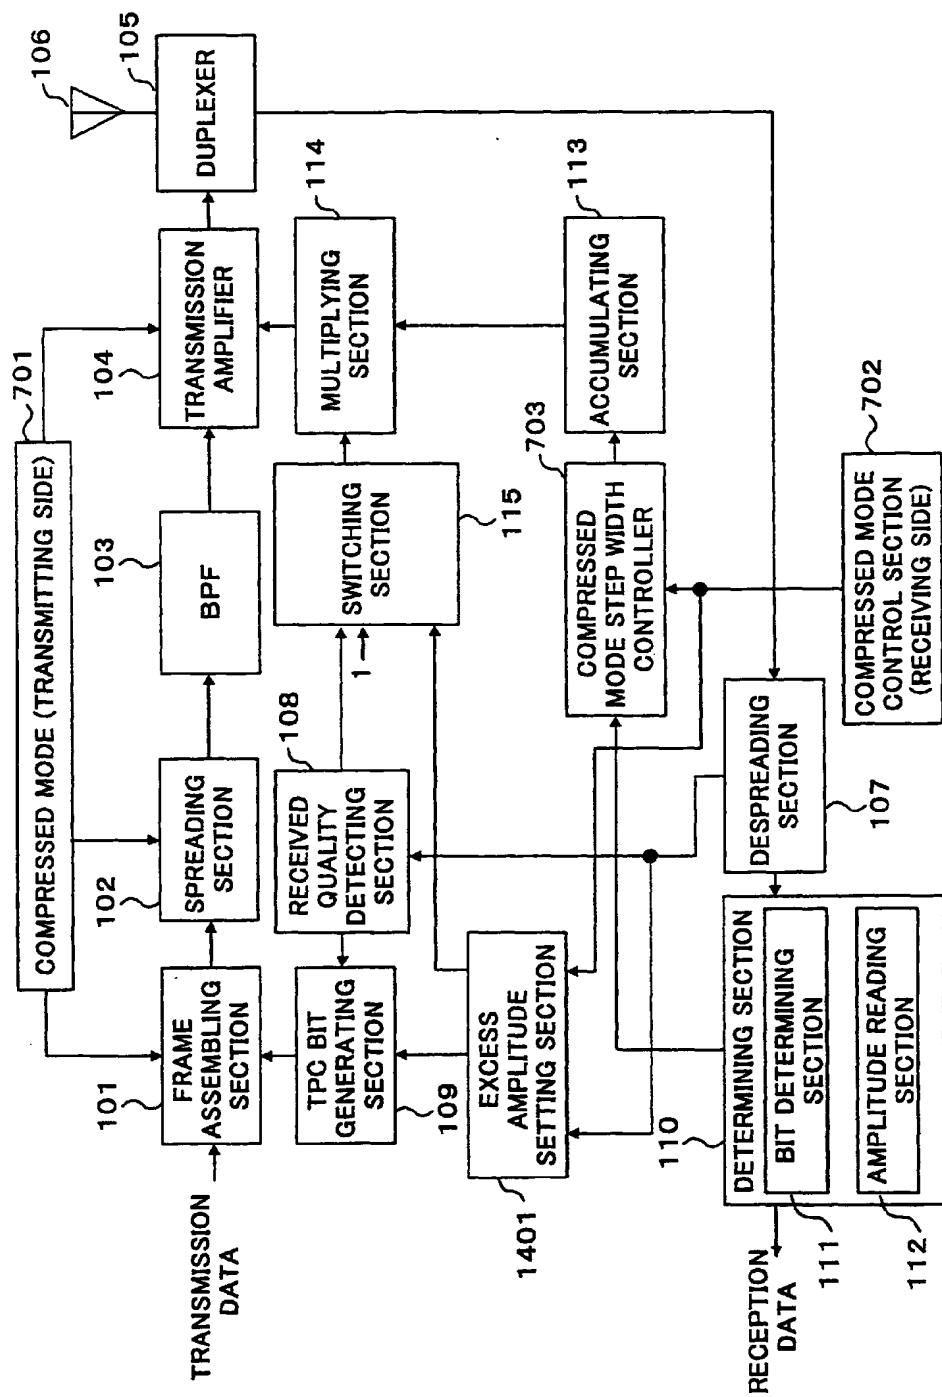 COMPRESSED MODE (TRANSMITTING SIDE)
701
106
105
DUPLEXER
104
TRANSMISSION
AMPLIFIER
103
BPF
102
SPREADING
SECTION
101
FRAME
ASSEMBLING
SECTION
TRANSMISSION
DATA
114
MULTIPLYING
SECTION
SWITCHING
SECTION
115
1
108
RECEIVED
QUALITY
DETECTING
SECTION
TPC BIT
GENERATING
SECTION
109
EXCESS
AMPLITUDE
SETTING SECTION
1401
113
ACCUMULATING
SECTION
703
COMPRESSED
MODE STEP WIDTH
CONTROLLER
702
COMPRESSED MODE
CONTROL SECTION
(RECEIVING SIDE)
DESPREADING
SECTION
107
110
DETERMINING SECTION
BIT DETERMINING
SECTION
111
AMPLITUDE READING
SECTION
112
RECEPTION
DATA